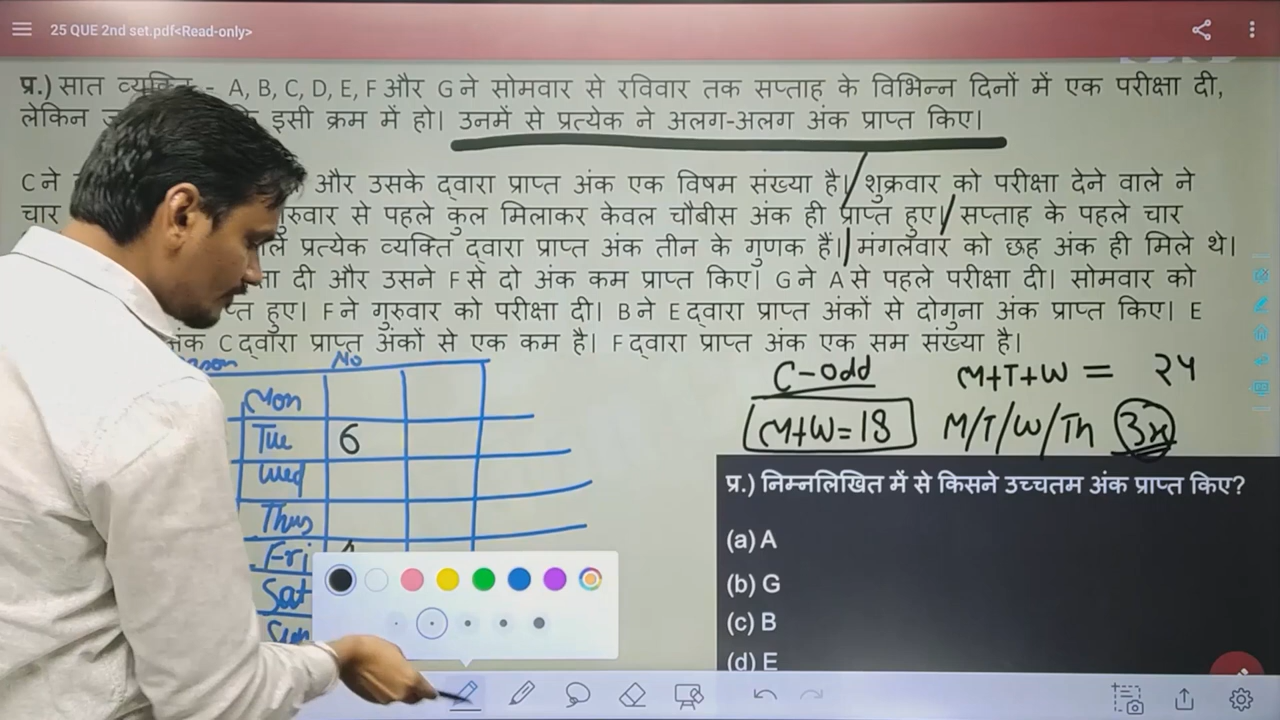 25 QUE 2nd set.pdf<Read-only>
प्र.) सात व्यक्ति - A, B, C, D, E, F और G ने सोमवार से रविवार तक सप्ताह के विभिन्न दिनों में एक परीक्षा दी,
लेकिन इसी क्रम में हो। उनमें से प्रत्येक ने अलग-अलग अंक प्राप्त किए।
C ने और उसके द्वारा प्राप्त अंक एक विषम संख्या है। शुक्रवार को परीक्षा देने वाले ने
चार गुरुवार से पहले कुल मिलाकर केवल चौबीस अंक ही प्राप्त हुए। सप्ताह के पहले चार
प्रत्येक व्यक्ति द्वारा प्राप्त अंक तीन के गुणक हैं। मंगलवार को छह अंक ही मिले थे।
दी और उसने F से दो अंक कम प्राप्त किए। G ने A से पहले परीक्षा दी। सोमवार को
हुए। F ने गुरुवार को परीक्षा दी। B ने E द्वारा प्राप्त अंकों से दोगुना अंक प्राप्त किए। E
अंक C द्वारा प्राप्त अंकों से एक कम है। F द्वारा प्राप्त अंक एक सम संख्या है।
No
Mon
Tue 6
Wed
Thus
Fri
Sat
Sun
C-odd M+T+W = 24
M+W=18 M/T/W/Th 3x
प्र.) निम्नलिखित में से किसने उच्चतम अंक प्राप्त किए?
(a) A
(b) G
(c) B
(d) E